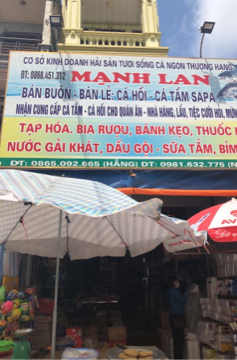 CƠ SỞ KINH DOANH HẢI SẢN TƯƠI SỐNG CÁ NGON THƯỢNG HẠNG
ĐT: 0868.451.312
MẠNH LAN
BÁN BUÔN - BÁN LẺ: CÁ HỒI - CÁ TẦM SAPA
NHẬN CUNG CẤP CÁ TẦM - CÁ HỒI CHO QUÁN ĂN - NHÀ HÀNG, LẨU, TIỆC CƯỚI HỎI,
TẠP HÓA. BIA RƯỢU, BÁNH KẸO, THUỐC
NƯỚC GẢI KHÁT, DẦU GỘI - SỮA TẮM, BỈM
ĐT: 0865.092.665 (HẰNG) ĐT: 0981.632.775